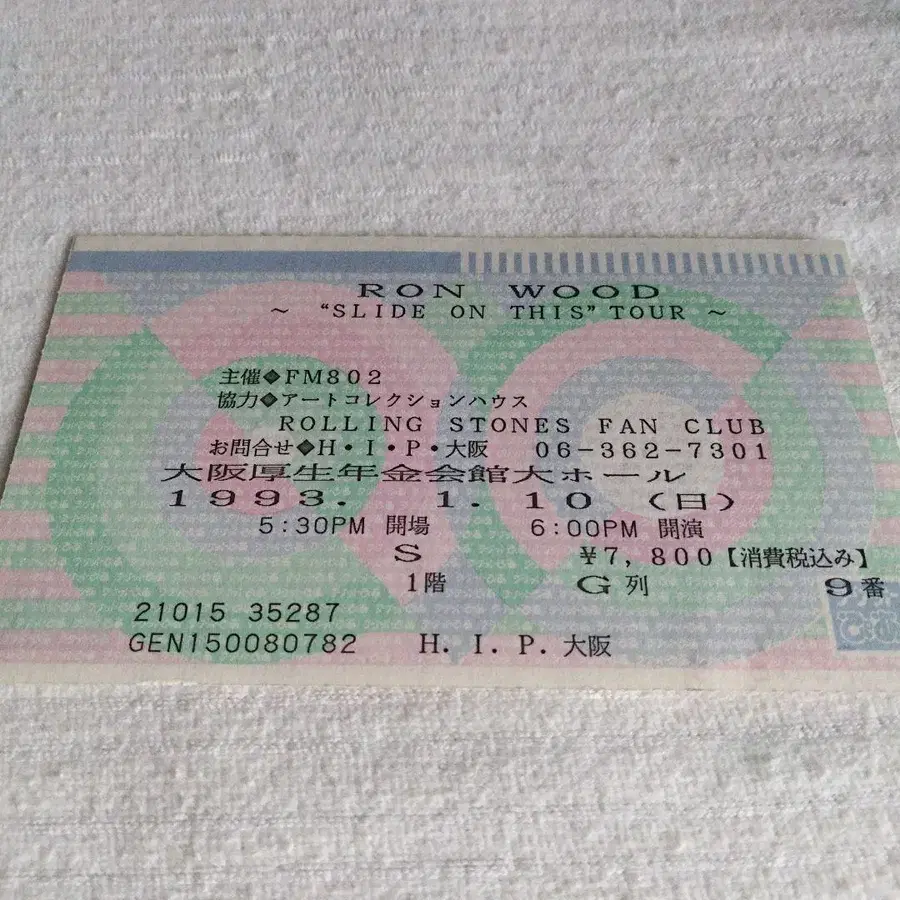 RON WOOD
～ “SLIDE ON THIS” TOUR ～
主催◆FM802
協力◆アートコレクションハウス
ROLLING STONES FAN CLUB
お問合せ◆H・I・P・大阪 06-362-7301
大阪厚生年金会館大ホール
1993. 1. 10 (日)
5:30PM 開場 6:00PM 開演
S ¥7,800【消費税込み】
1階 G列 9番
21015 35287
GEN150080782 H. I. P. 大阪